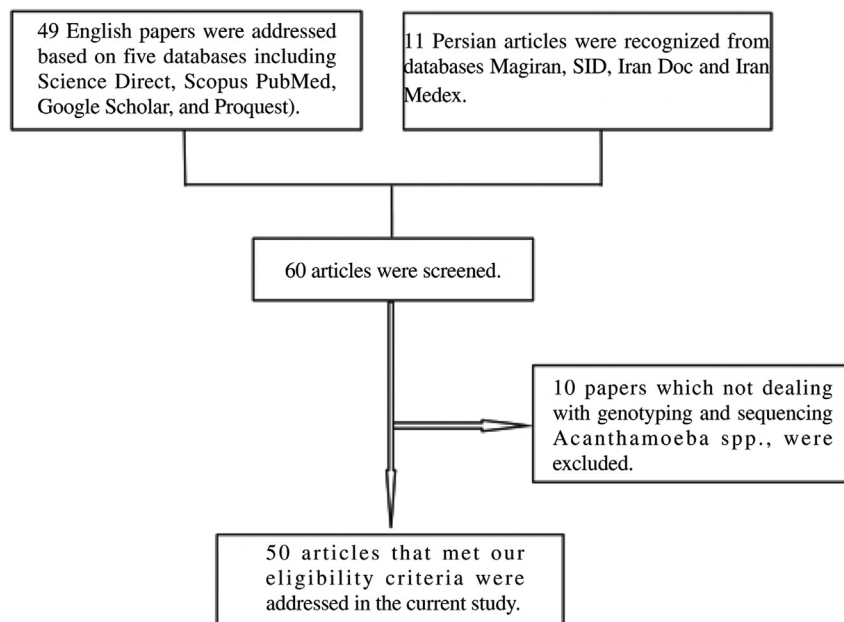 49 English papers were addressed
based on five databases including
Science Direct, Scopus PubMed,
Google Scholar, and Proquest).
11 Persian articles were recognized from
databases Magiran, SID, Iran Doc and Iran
Medex.
60 articles were screened.
10 papers which not dealing
with genotyping and sequencing
Acanthamoeba spp., were
excluded.
50 articles that met our
eligibility criteria were
addressed in the current study.